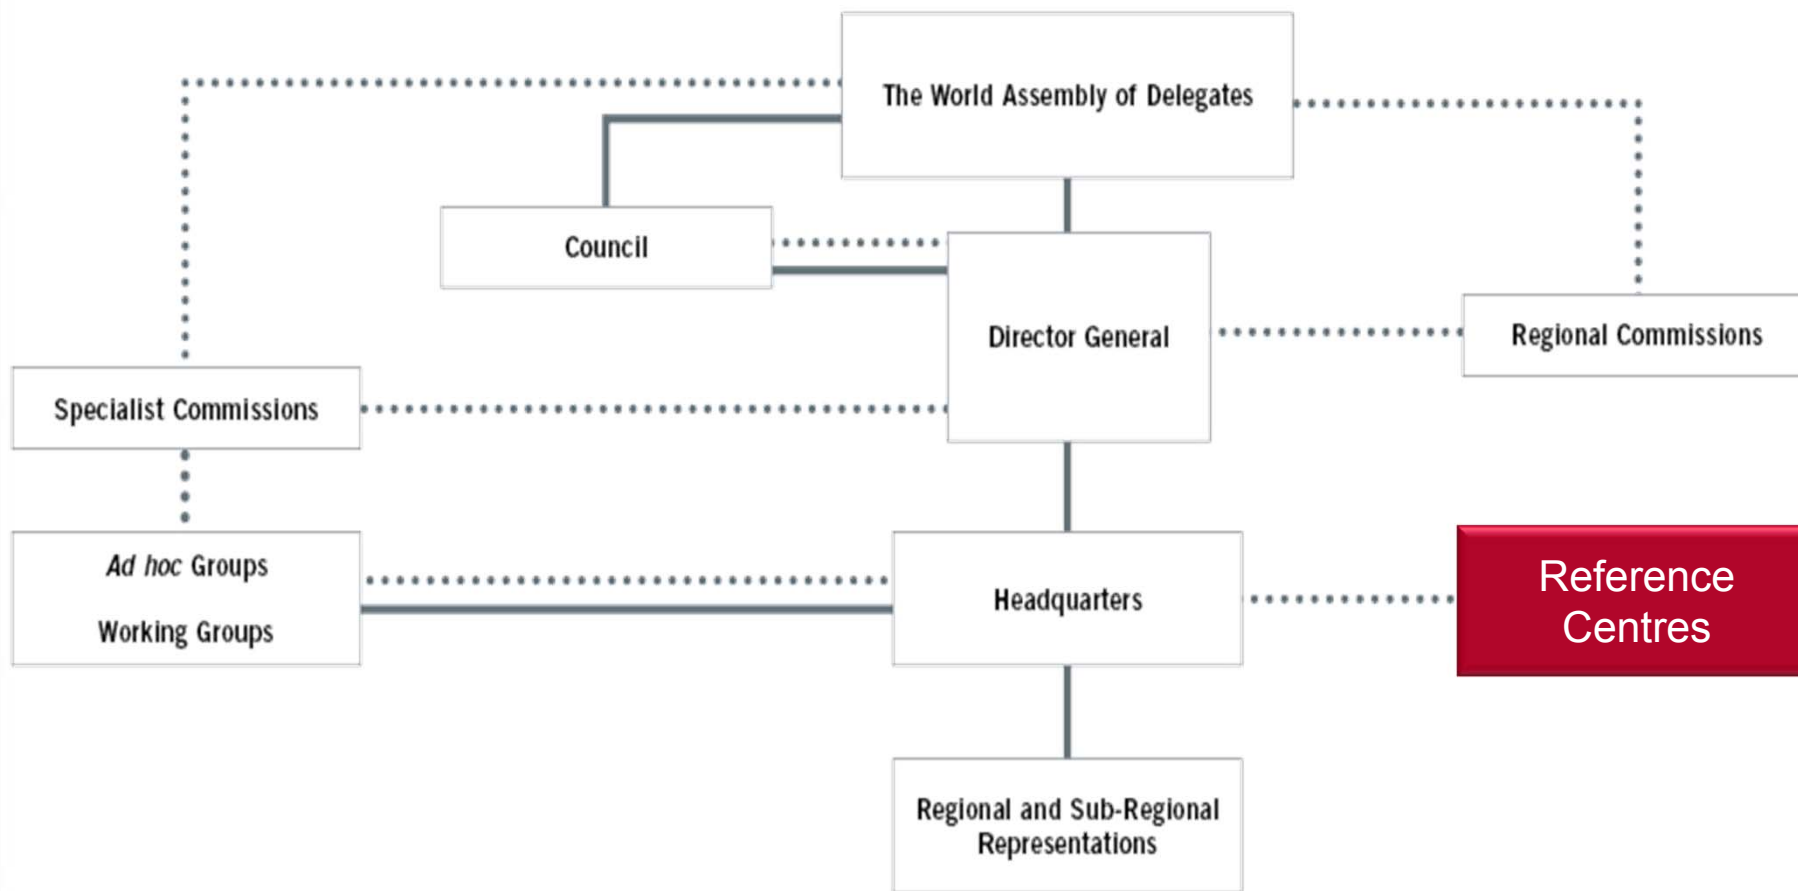 The World Assembly of Delegates
Council
Director General
Regional Commissions
Specialist Commissions
Ad hoc Groups
Working Groups
Headquarters
Reference
Centres
Regional and Sub-Regional
Representations